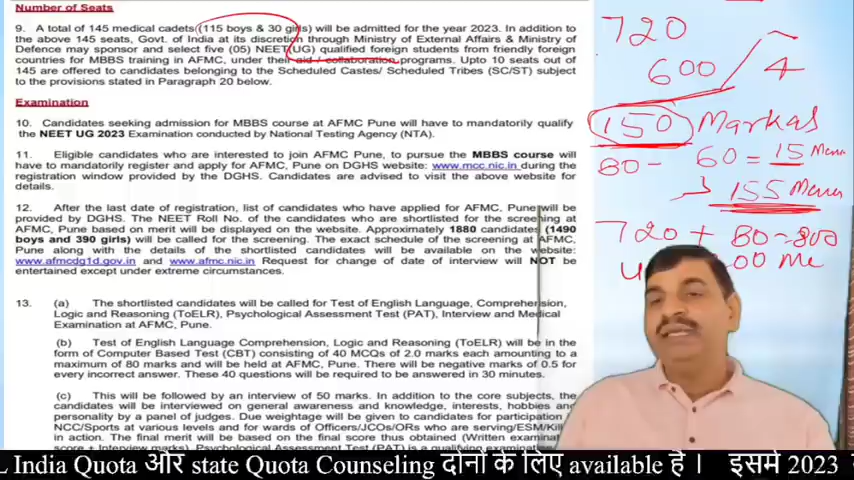 Number of Seats
9. A total of 145 medical cadets (115 boys & 30 girls) will be admitted for the year 2023. In addition to
the above 145 seats, Govt. of India at its discretion through Ministry of External Affairs & Ministry of
Defence may sponsor and select five (05) NEET(UG) qualified foreign students from friendly foreign
countries for MBBS training in AFMC, under their aid / collaboration programs. Upto 10 seats out of
145 are offered to candidates belonging to the Scheduled Castes/ Scheduled Tribes (SC/ST) subject
to the provisions stated in Paragraph 20 below.
Examination
10. Candidates seeking admission for MBBS course at AFMC Pune will have to mandatorily qualify
the NEET UG 2023 Examination conducted by National Testing Agency (NTA).
11. Eligible candidates who are interested to join AFMC Pune, to pursue the MBBS course will
have to mandatorily register and apply for AFMC, Pune on DGHS website: www.mcc.nic.in during the
registration window provided by the DGHS. Candidates are advised to visit the above website for
details.
12. After the last date of registration, list of candidates who have applied for AFMC, Pune will be
provided by DGHS. The NEET Roll No. of the candidates who are shortlisted for the screening at
AFMC, Pune based on merit will be displayed on the website. Approximately 1880 candidates (1490
boys and 390 girls) will be called for the screening. The exact schedule of the screening at AFMC,
Pune along with the details of the shortlisted candidates will be available on the website:
www.afmcdg1d.gov.in and www.afmc.nic.in Request for change of date of interview will NOT be
entertained except under extreme circumstances.
13. (a) The shortlisted candidates will be called for Test of English Language, Comprehension,
Logic and Reasoning (ToELR), Psychological Assessment Test (PAT), Interview and Medical
Examination at AFMC, Pune.
(b) Test of English Language Comprehension, Logic and Reasoning (ToELR) will be in the
form of Computer Based Test (CBT) consisting of 40 MCQs of 2.0 marks each amounting to a
maximum of 80 marks and will be held at AFMC, Pune. There will be negative marks of 0.5 for
every incorrect answer. These 40 questions will be required to be answered in 30 minutes.
(c) This will be followed by an interview of 50 marks. In addition to the core subjects, the
candidates will be interviewed on general awareness and knowledge, interests, hobbies and
personality by a panel of judges. Due weightage will be given to candidates for participation
NCC/Sports at various levels and for wards of Officers/JCOs/ORs who are serving/ESM/
in action. The final merit will be based on the final score thus obtained (Written
score + Interview marks). Psychological Assessment Test (PAT) is a qualifying
720
600 / 4
150 Markas
80 - 60 = 15
155
720 + 80 - 800
India Quota और state Quota Counseling दोनों के लिए available है। इसमें 2023